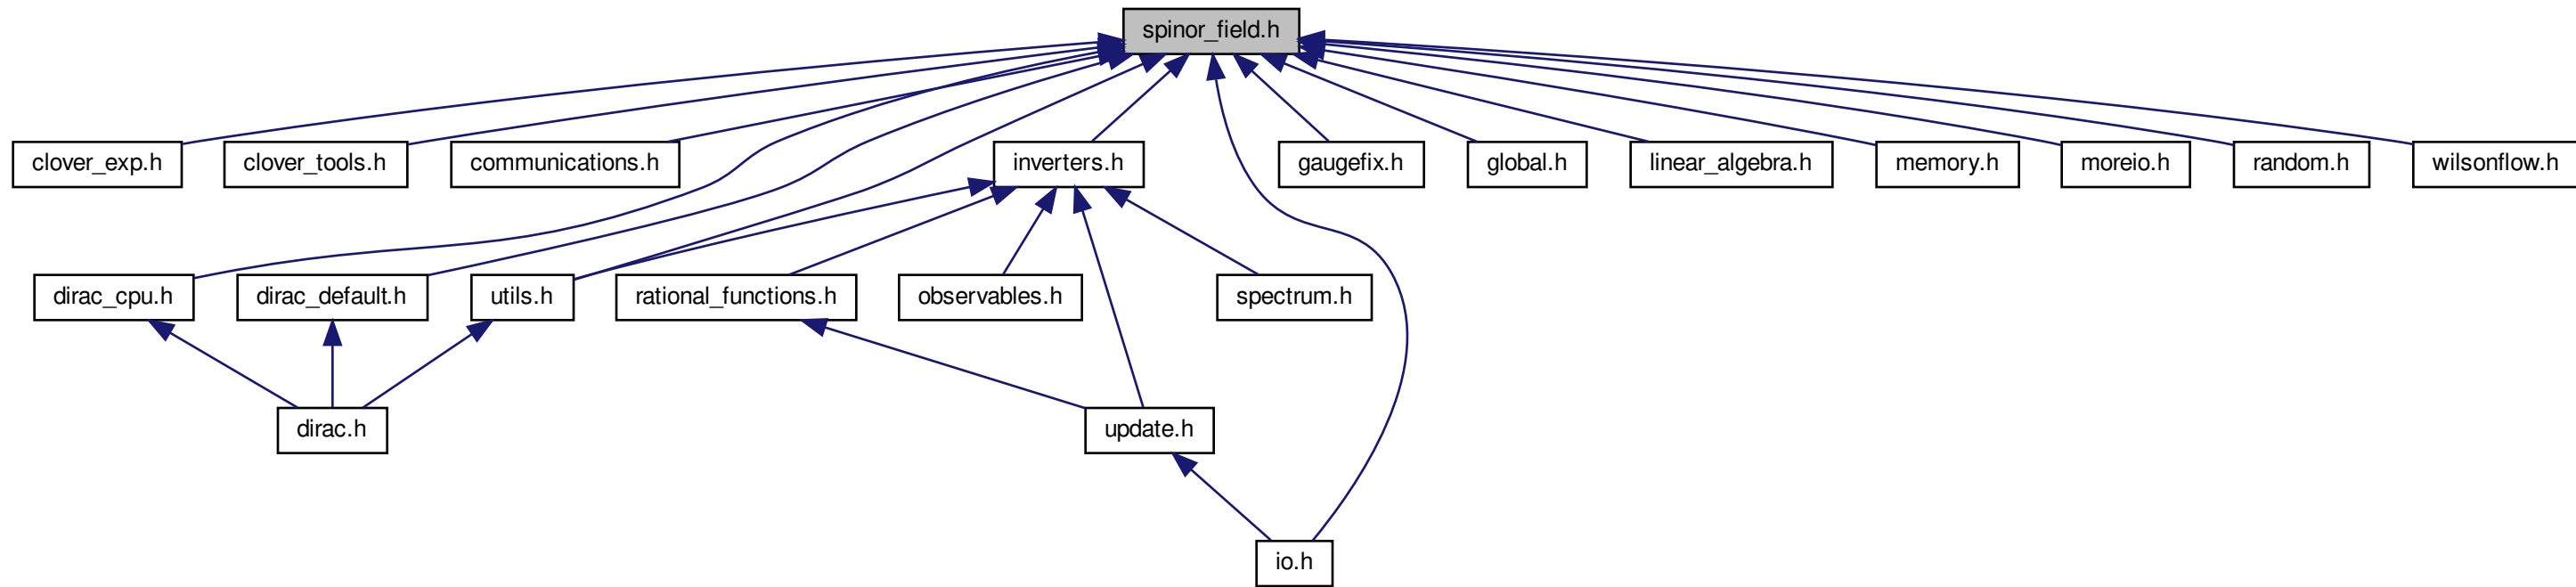 spinor_field.h
clover_exp.h
clover_tools.h
communications.h
inverters.h
gaugefix.h
global.h
linear_algebra.h
memory.h
moreio.h
random.h
wilsonflow.h
dirac_cpu.h
dirac_default.h
utils.h
rational_functions.h
observables.h
spectrum.h
dirac.h
update.h
io.h